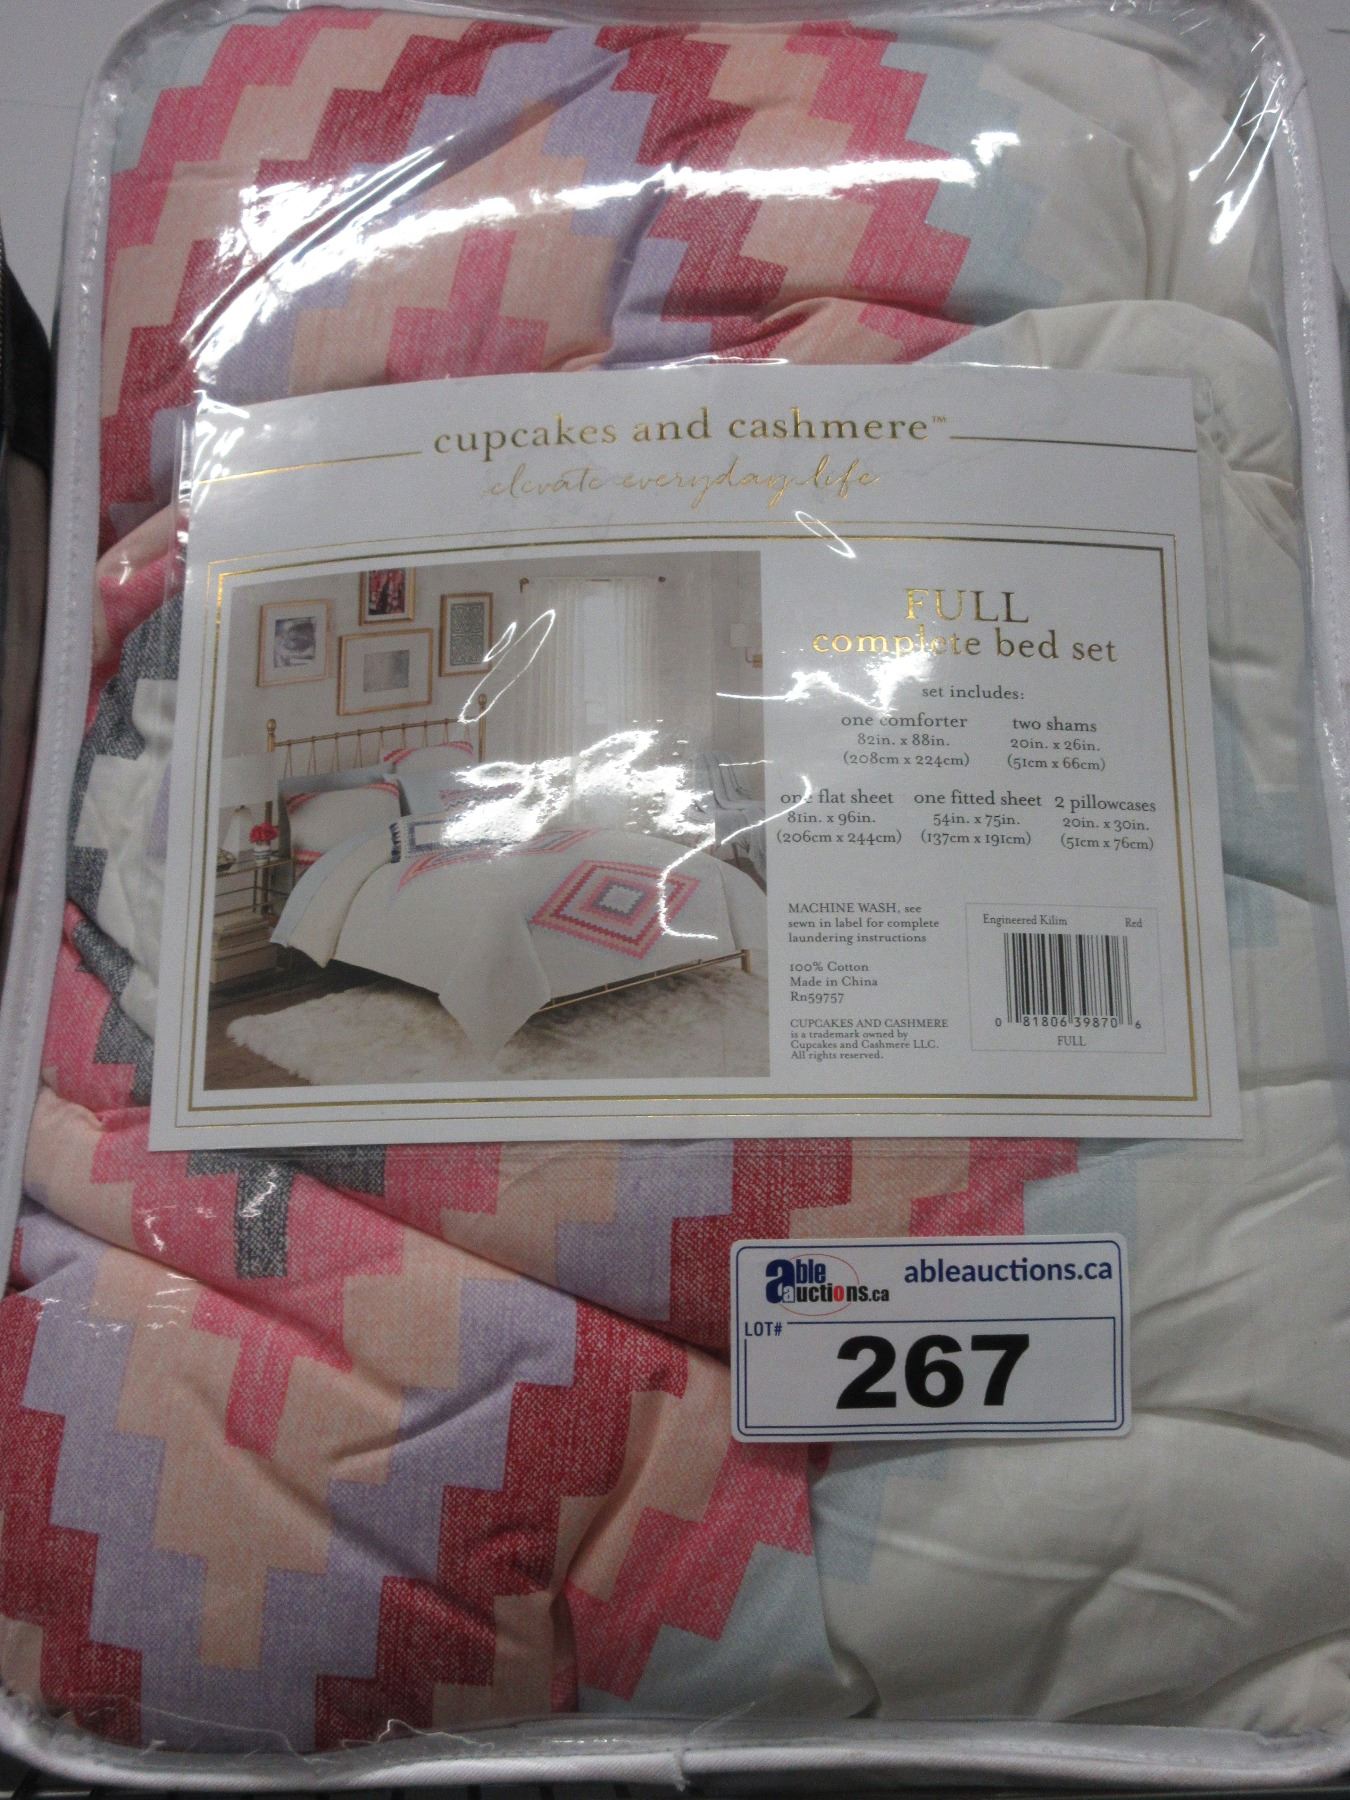 cupcakes and cashmere™
elevate everyday life
FULL
complete bed set
set includes:
one comforter
82in. x 88in.
(208cm x 224cm)
two shams
20in. x 26in.
(51cm x 66cm)
one flat sheet
81in. x 96in.
(206cm x 244cm)
one fitted sheet
54in. x 75in.
(137cm x 191cm)
2 pillowcases
20in. x 30in.
(51cm x 76cm)
MACHINE WASH, see
sewn in label for complete
laundering instructions
100% Cotton
Made in China
Rn59757
CUPCAKES AND CASHMERE
is a trademark owned by
Cupcakes and Cashmere LLC.
All rights reserved.
Engineered Kilim Red
0 81806 39870 6
FULL
able auctions.ca
ableauctions.ca
LOT#
267